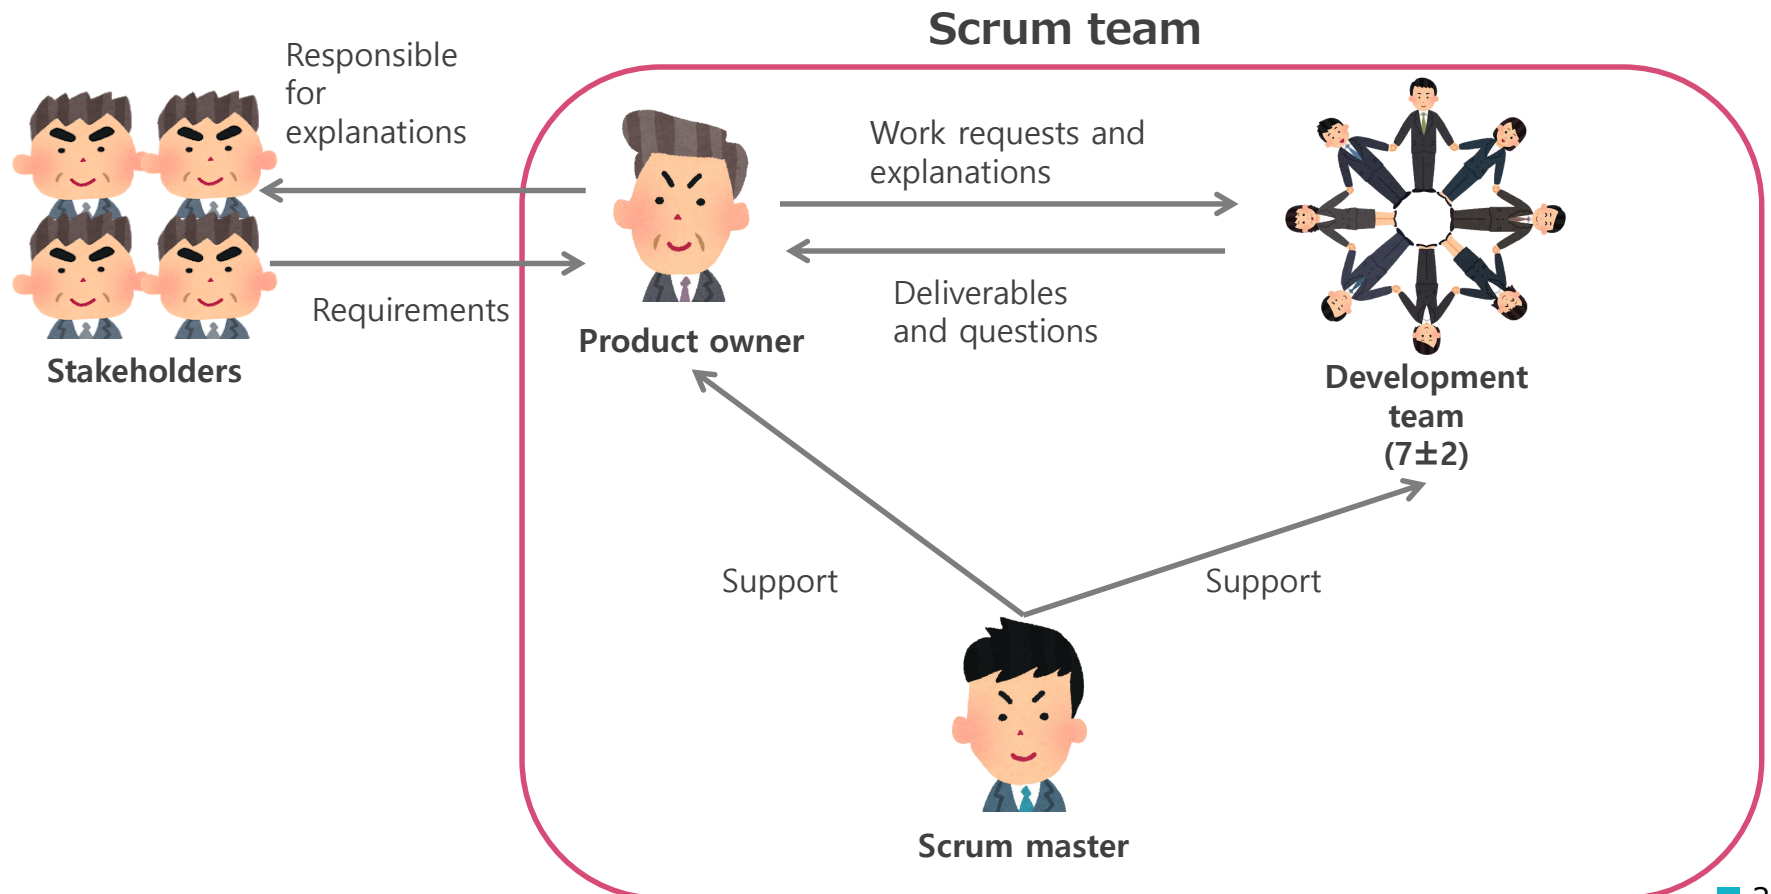 Scrum team
Responsible
for
explanations
Work requests and
explanations
Requirements
Deliverables
and questions
Product owner
Stakeholders
Development
team
(7±2)
Support
Support
Scrum master